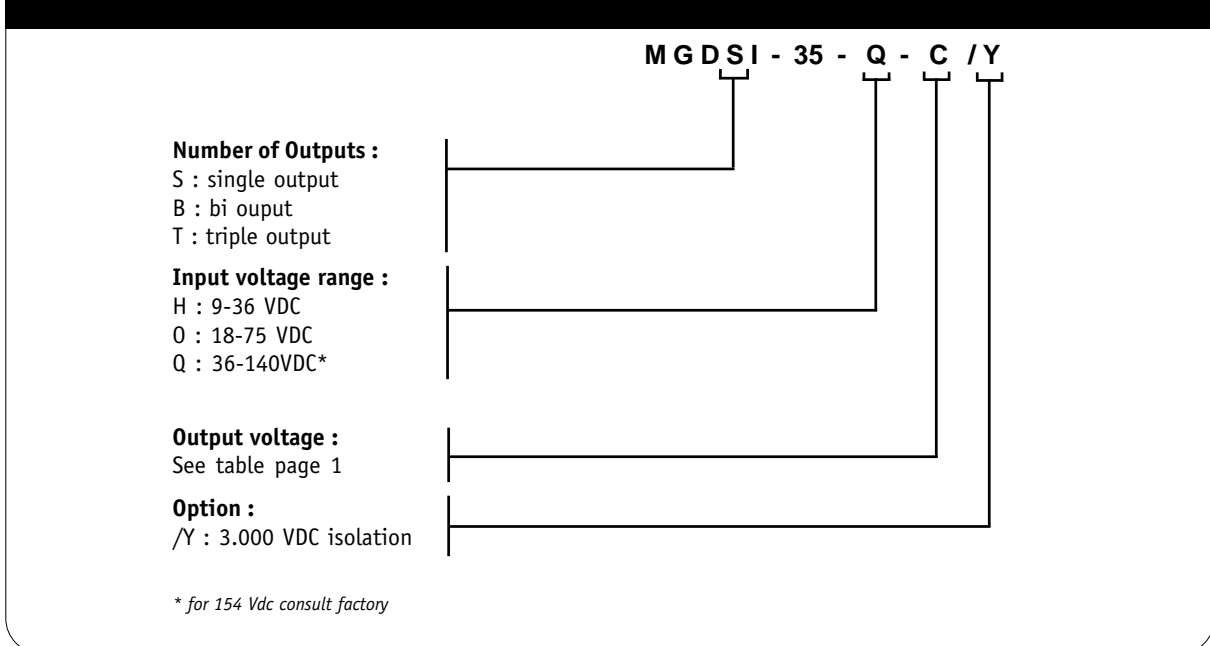 MGDSI - 35 - Q - C /Y
Number of Outputs :
S : single output
B : bi ouput
T : triple output
Input voltage range :
H : 9-36 VDC
O : 18-75 VDC
Q : 36-140VDC*
Output voltage :
See table page 1
Option :
/Y : 3.000 VDC isolation
* for 154 Vdc consult factory